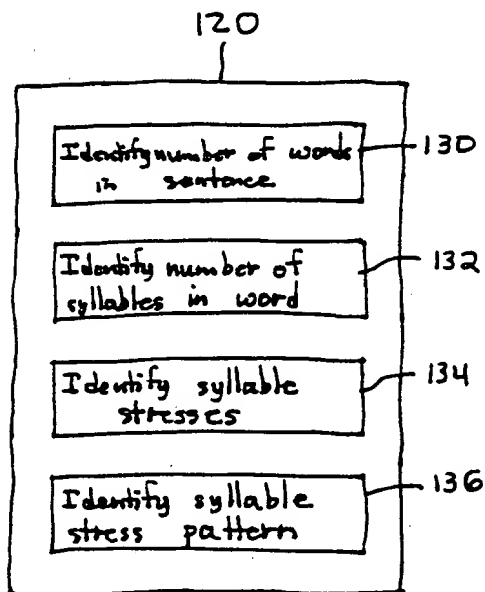 120
Identify number of words
in sentence
130
Identify number of
syllables in word
132
Identify syllable
stresses
134
Identify syllable
stress pattern
136